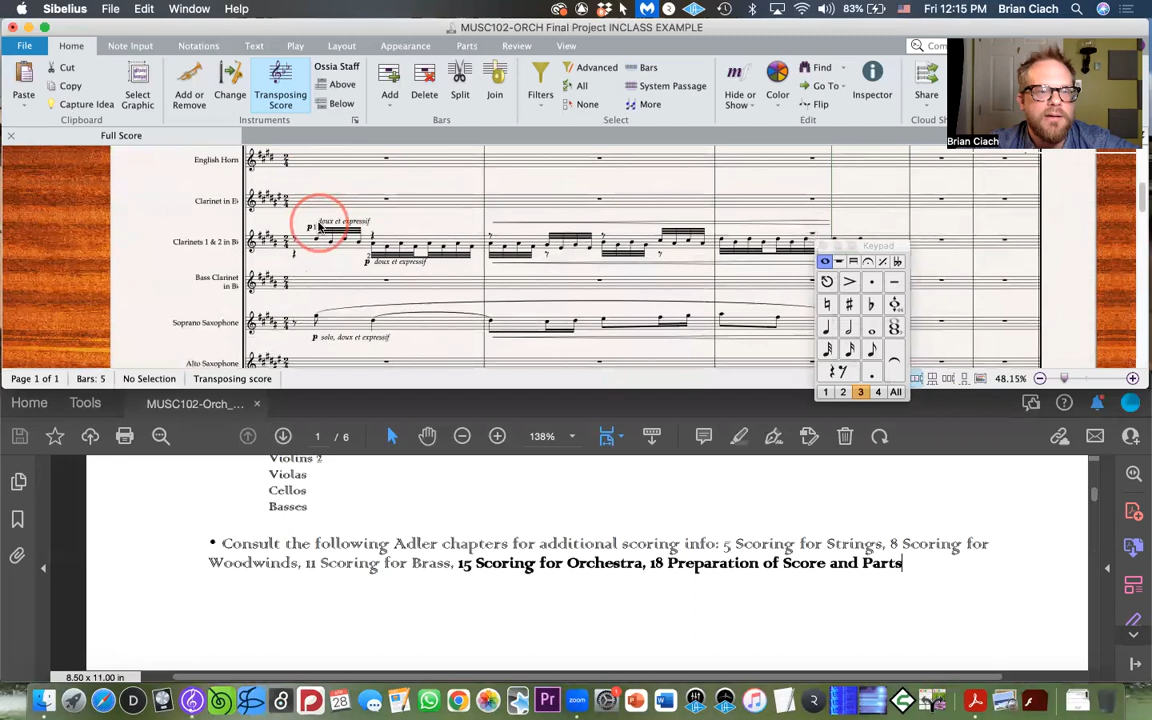 Sibelius File Edit Window Help 83% Fri 12:15 PM Brian Ciach
MUSC102-ORCH Final Project INCLASS EXAMPLE
File Home Note Input Notations Text Play Layout Appearance Parts Review View
Paste Cut Copy Capture Idea Select Graphic Add or Remove Change Transposing Score Ossia Staff Above Below Add Delete Split Join Filters Advanced All None Bars System Passage More Hide or Show Color Find Go To Flip Inspector Share
Clipboard Instruments Bars Select Edit Cloud Sh
Brian Ciach
Full Score
English Horn
Clarinet in Eb
doux et expressif
p
Clarinets 1 & 2 in Bb
p doux et expressif
Keypad
Bass Clarinet
in Bb
Soprano Saxophone
p solo, doux et expressif
Alto Saxophone
Page 1 of 1 Bars: 5 No Selection Transposing score 48.15%
1 2 3 4 All
Home Tools MUSC102-Orch_...
1 / 6 138%
Violins 2
Violas
Cellos
Basses
• Consult the following Adler chapters for additional scoring info: 5 Scoring for Strings, 8 Scoring for
Woodwinds, 11 Scoring for Brass, 15 Scoring for Orchestra, 18 Preparation of Score and Parts
8.50 x 11.00 in